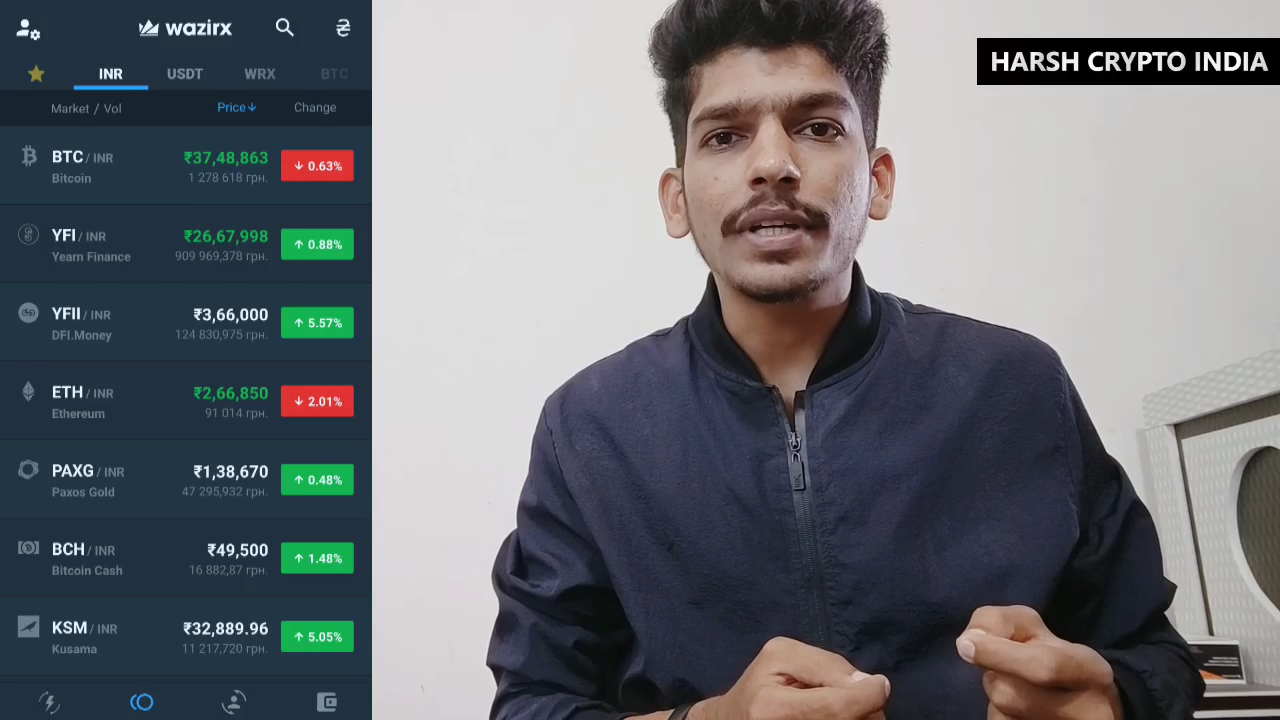 wazirx
₴
INR USDT WRX BTC
Market / Vol Price↓ Change
BTC / INR ₹37,48,863 ↓ 0.63%
Bitcoin 1 278 618 грн.
YFI / INR ₹26,67,998 ↑ 0.88%
Yearn Finance 909 969,378 грн.
YFII / INR ₹3,66,000 ↑ 5.57%
DFI.Money 124 830,975 грн.
ETH / INR ₹2,66,850 ↓ 2.01%
Ethereum 91 014 грн.
PAXG / INR ₹1,38,670 ↑ 0.48%
Paxos Gold 47 295,932 грн.
BCH / INR ₹49,500 ↑ 1.48%
Bitcoin Cash 16 882,87 грн.
KSM / INR ₹32,889.96 ↑ 5.05%
Kusama 11 217,720 грн.
HARSH CRYPTO INDIA